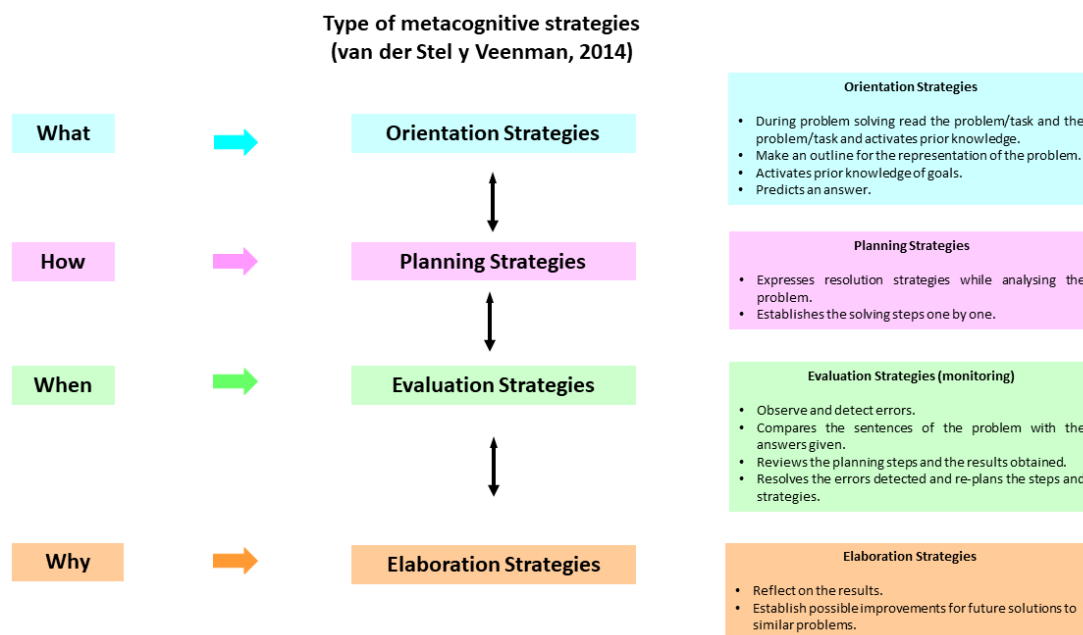 Type of metacognitive strategies
(van der Stel y Veenman, 2014)
What
Orientation Strategies
Orientation Strategies
• During problem solving read the problem/task and the
problem/task and activates prior knowledge.
• Make an outline for the representation of the problem.
• Activates prior knowledge of goals.
• Predicts an answer.
How
Planning Strategies
Planning Strategies
• Expresses resolution strategies while analysing the
problem.
• Establishes the solving steps one by one.
When
Evaluation Strategies
Evaluation Strategies (monitoring)
• Observe and detect errors.
• Compares the sentences of the problem with the
answers given.
• Reviews the planning steps and the results obtained.
• Resolves the errors detected and re-plans the steps and
strategies.
Why
Elaboration Strategies
Elaboration Strategies
• Reflect on the results.
• Establish possible improvements for future solutions to
similar problems.